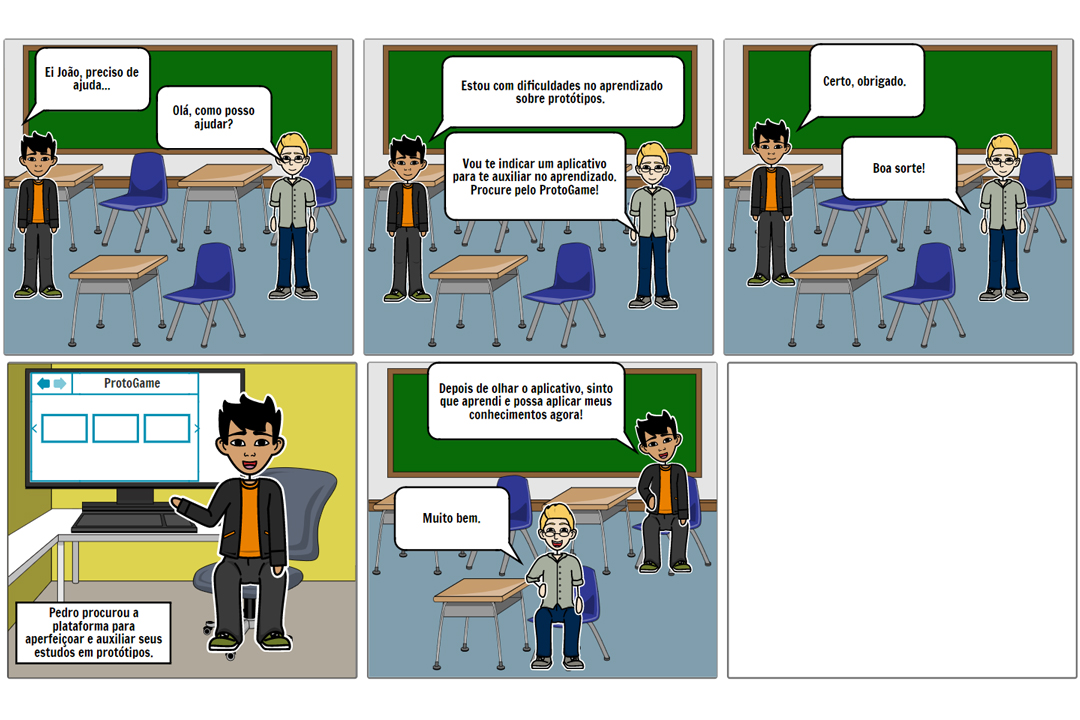 Ei João, preciso de
ajuda...
Olá, como posso
ajudar?
Estou com dificuldades no aprendizado
sobre protótipos.
Vou te indicar um aplicativo
para te auxiliar no aprendizado.
Procure pelo ProtoGame!
Certo, obrigado.
Boa sorte!
ProtoGame
Pedro procurou a
plataforma para
aperfeiçoar e auxiliar seus
estudos em protótipos.
Depois de olhar o aplicativo, sinto
que aprendi e possa aplicar meus
conhecimentos agora!
Muito bem.